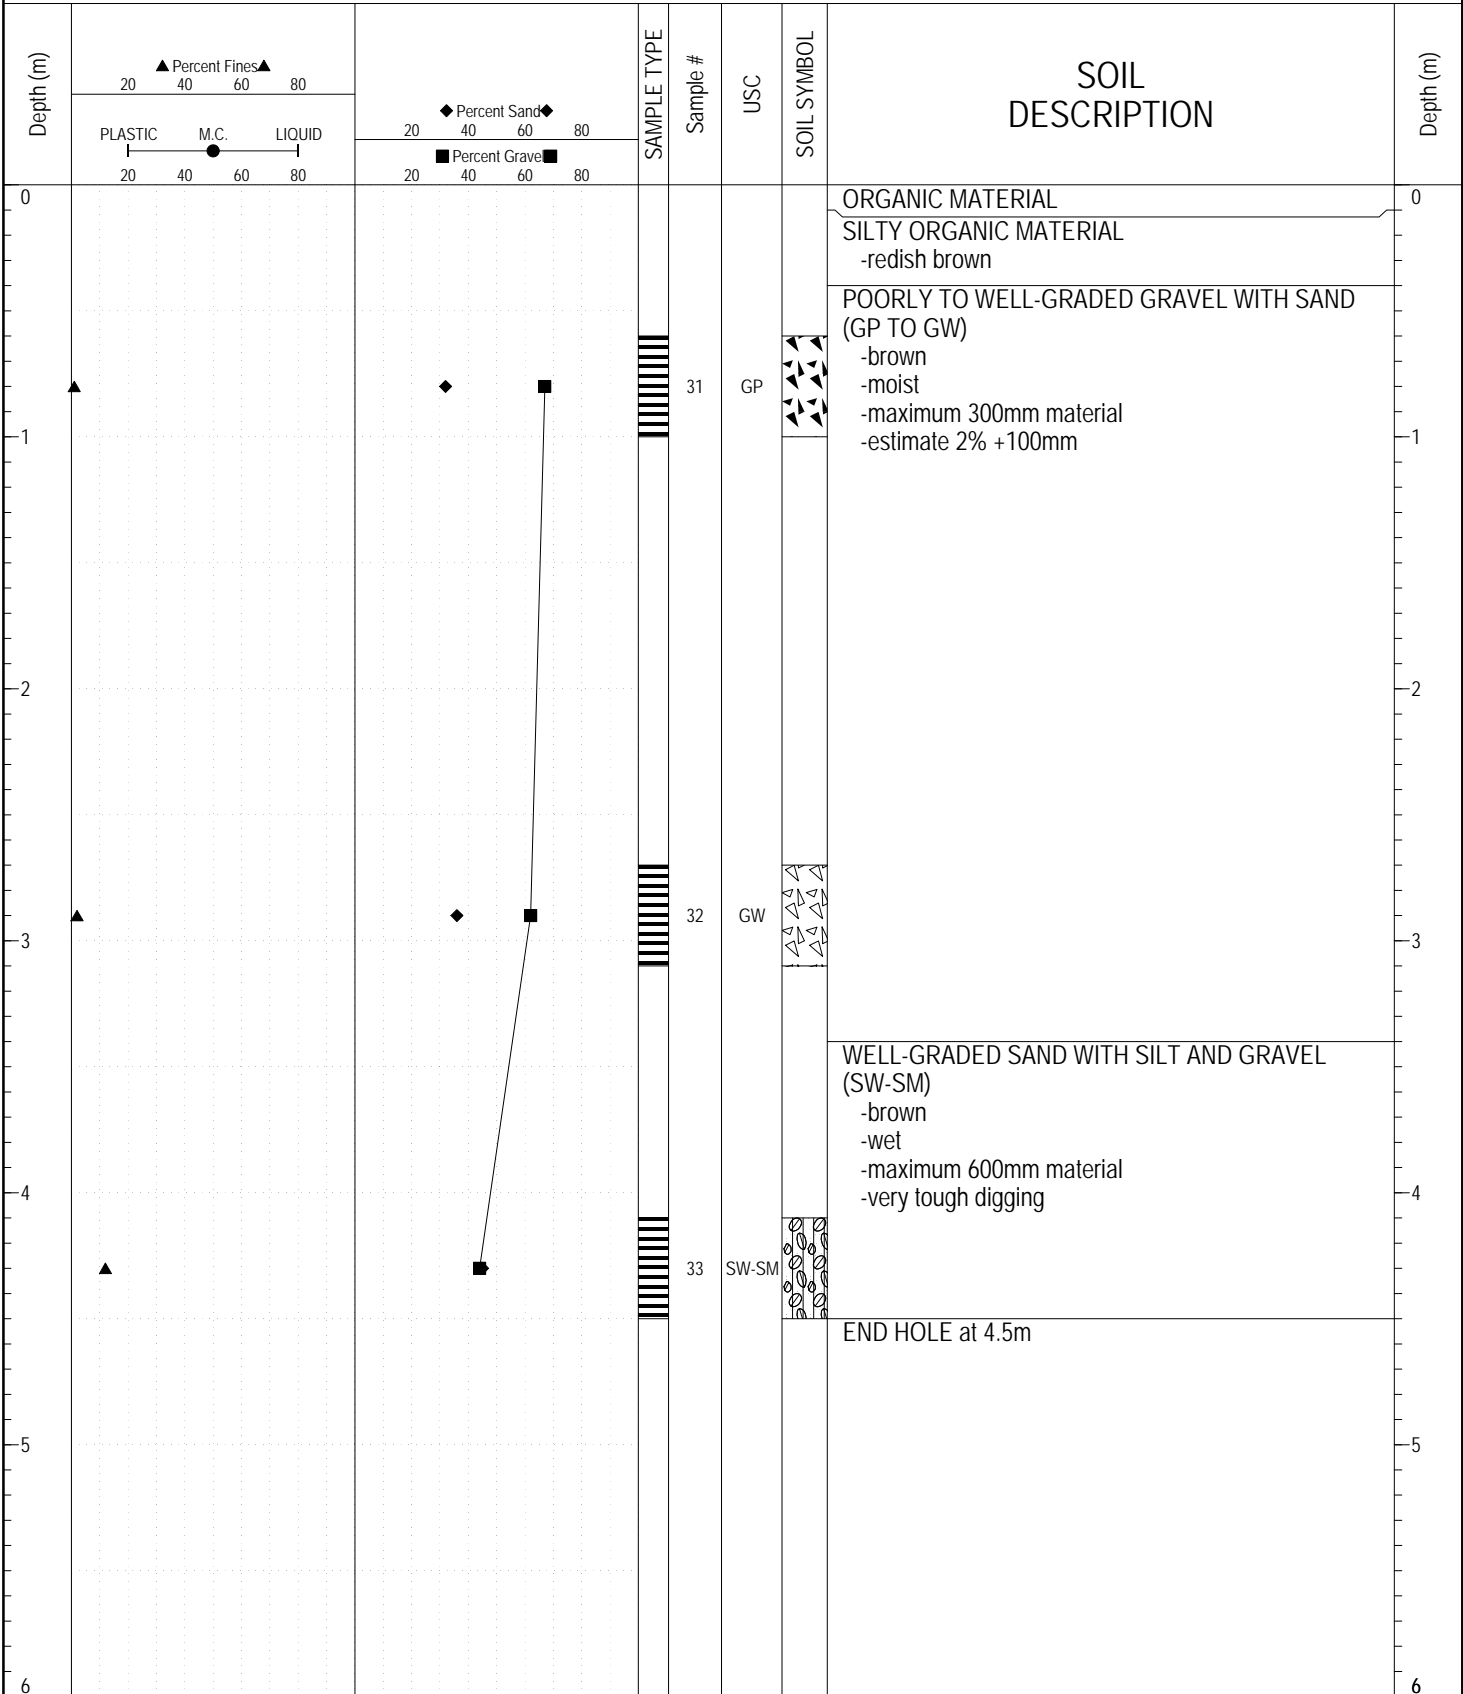 Depth (m)
Percent Fines
20 40 60 80
PLASTIC M.C. LIQUID
20 40 60 80
Percent Sand
20 40 60 80
Percent Gravel
20 40 60 80
SAMPLE TYPE
Sample #
USC
SOIL SYMBOL
SOIL
DESCRIPTION
Depth (m)
0 ORGANIC MATERIAL 0
SILTY ORGANIC MATERIAL
-redish brown
POORLY TO WELL-GRADED GRAVEL WITH SAND
(GP TO GW)
-brown
31 GP -moist
-maximum 300mm material
1 -estimate 2% +100mm 1
2 2
32 GW
3 3
WELL-GRADED SAND WITH SILT AND GRAVEL
(SW-SM)
-brown
-wet
-maximum 600mm material
4 -very tough digging 4
33 SW-SM
END HOLE at 4.5m
5 5
6 6